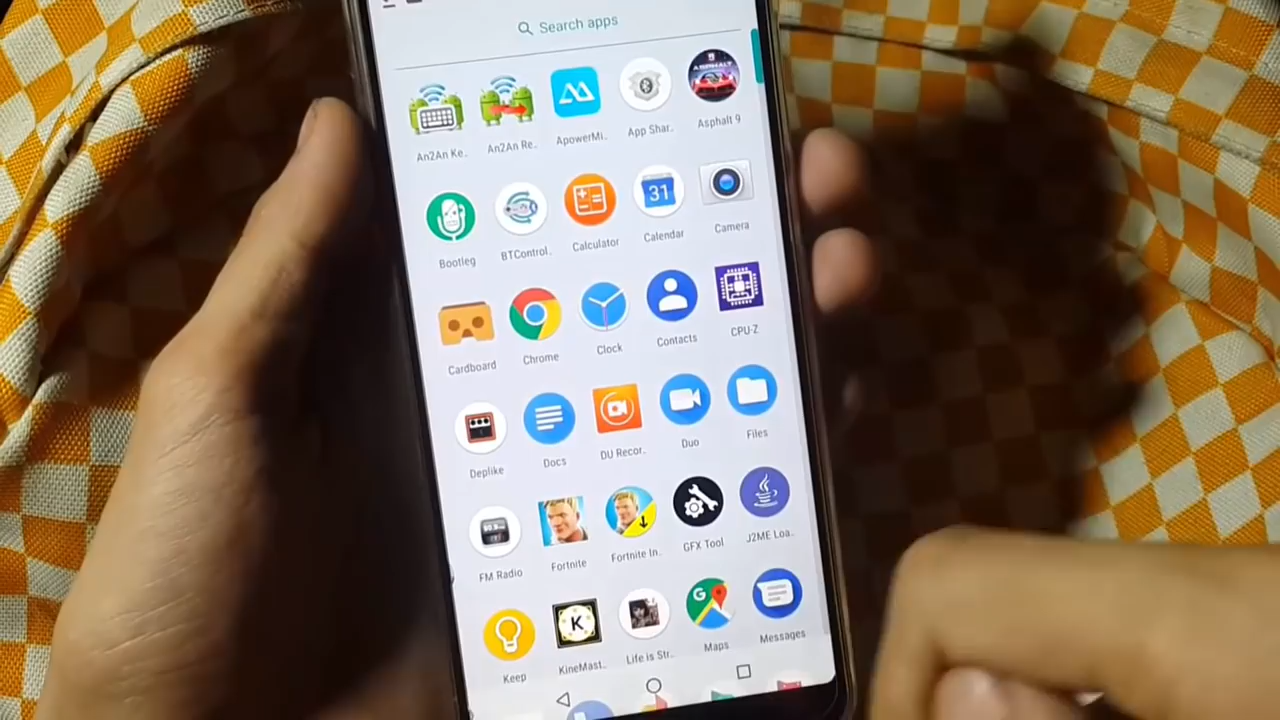 Search apps
An2An Ke..
An2An Re..
ApowerMi..
App Shar..
Asphalt 9
ASPHALT
31
Bootleg
BTControl..
Calculator
Calendar
Camera
Cardboard
Chrome
Clock
Contacts
CPU-Z
Deplike
Docs
DU Recor..
Duo
Files
FM Radio
Fortnite
Fortnite In..
GFX Tool
J2ME Loa..
K
G
Keep
KineMast..
Life is Str..
Maps
Messages